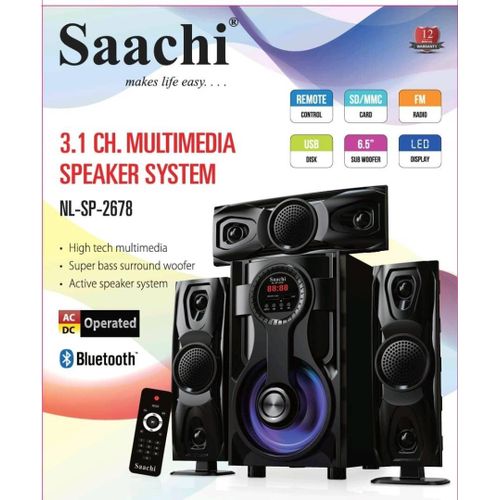 Saachi®
makes life easy. . . .
12
WARRANTY
3.1 CH. MULTIMEDIA
SPEAKER SYSTEM
NL-SP-2678
REMOTE
CONTROL
SD/MMC
CARD
FM
RADIO
USB
DISK
6.5"
SUB WOOFER
LED
DISPLAY
• High tech multimedia
• Super bass surround woofer
• Active speaker system
AC
DC Operated
Bluetooth™
Saachi
88:88
Saachi